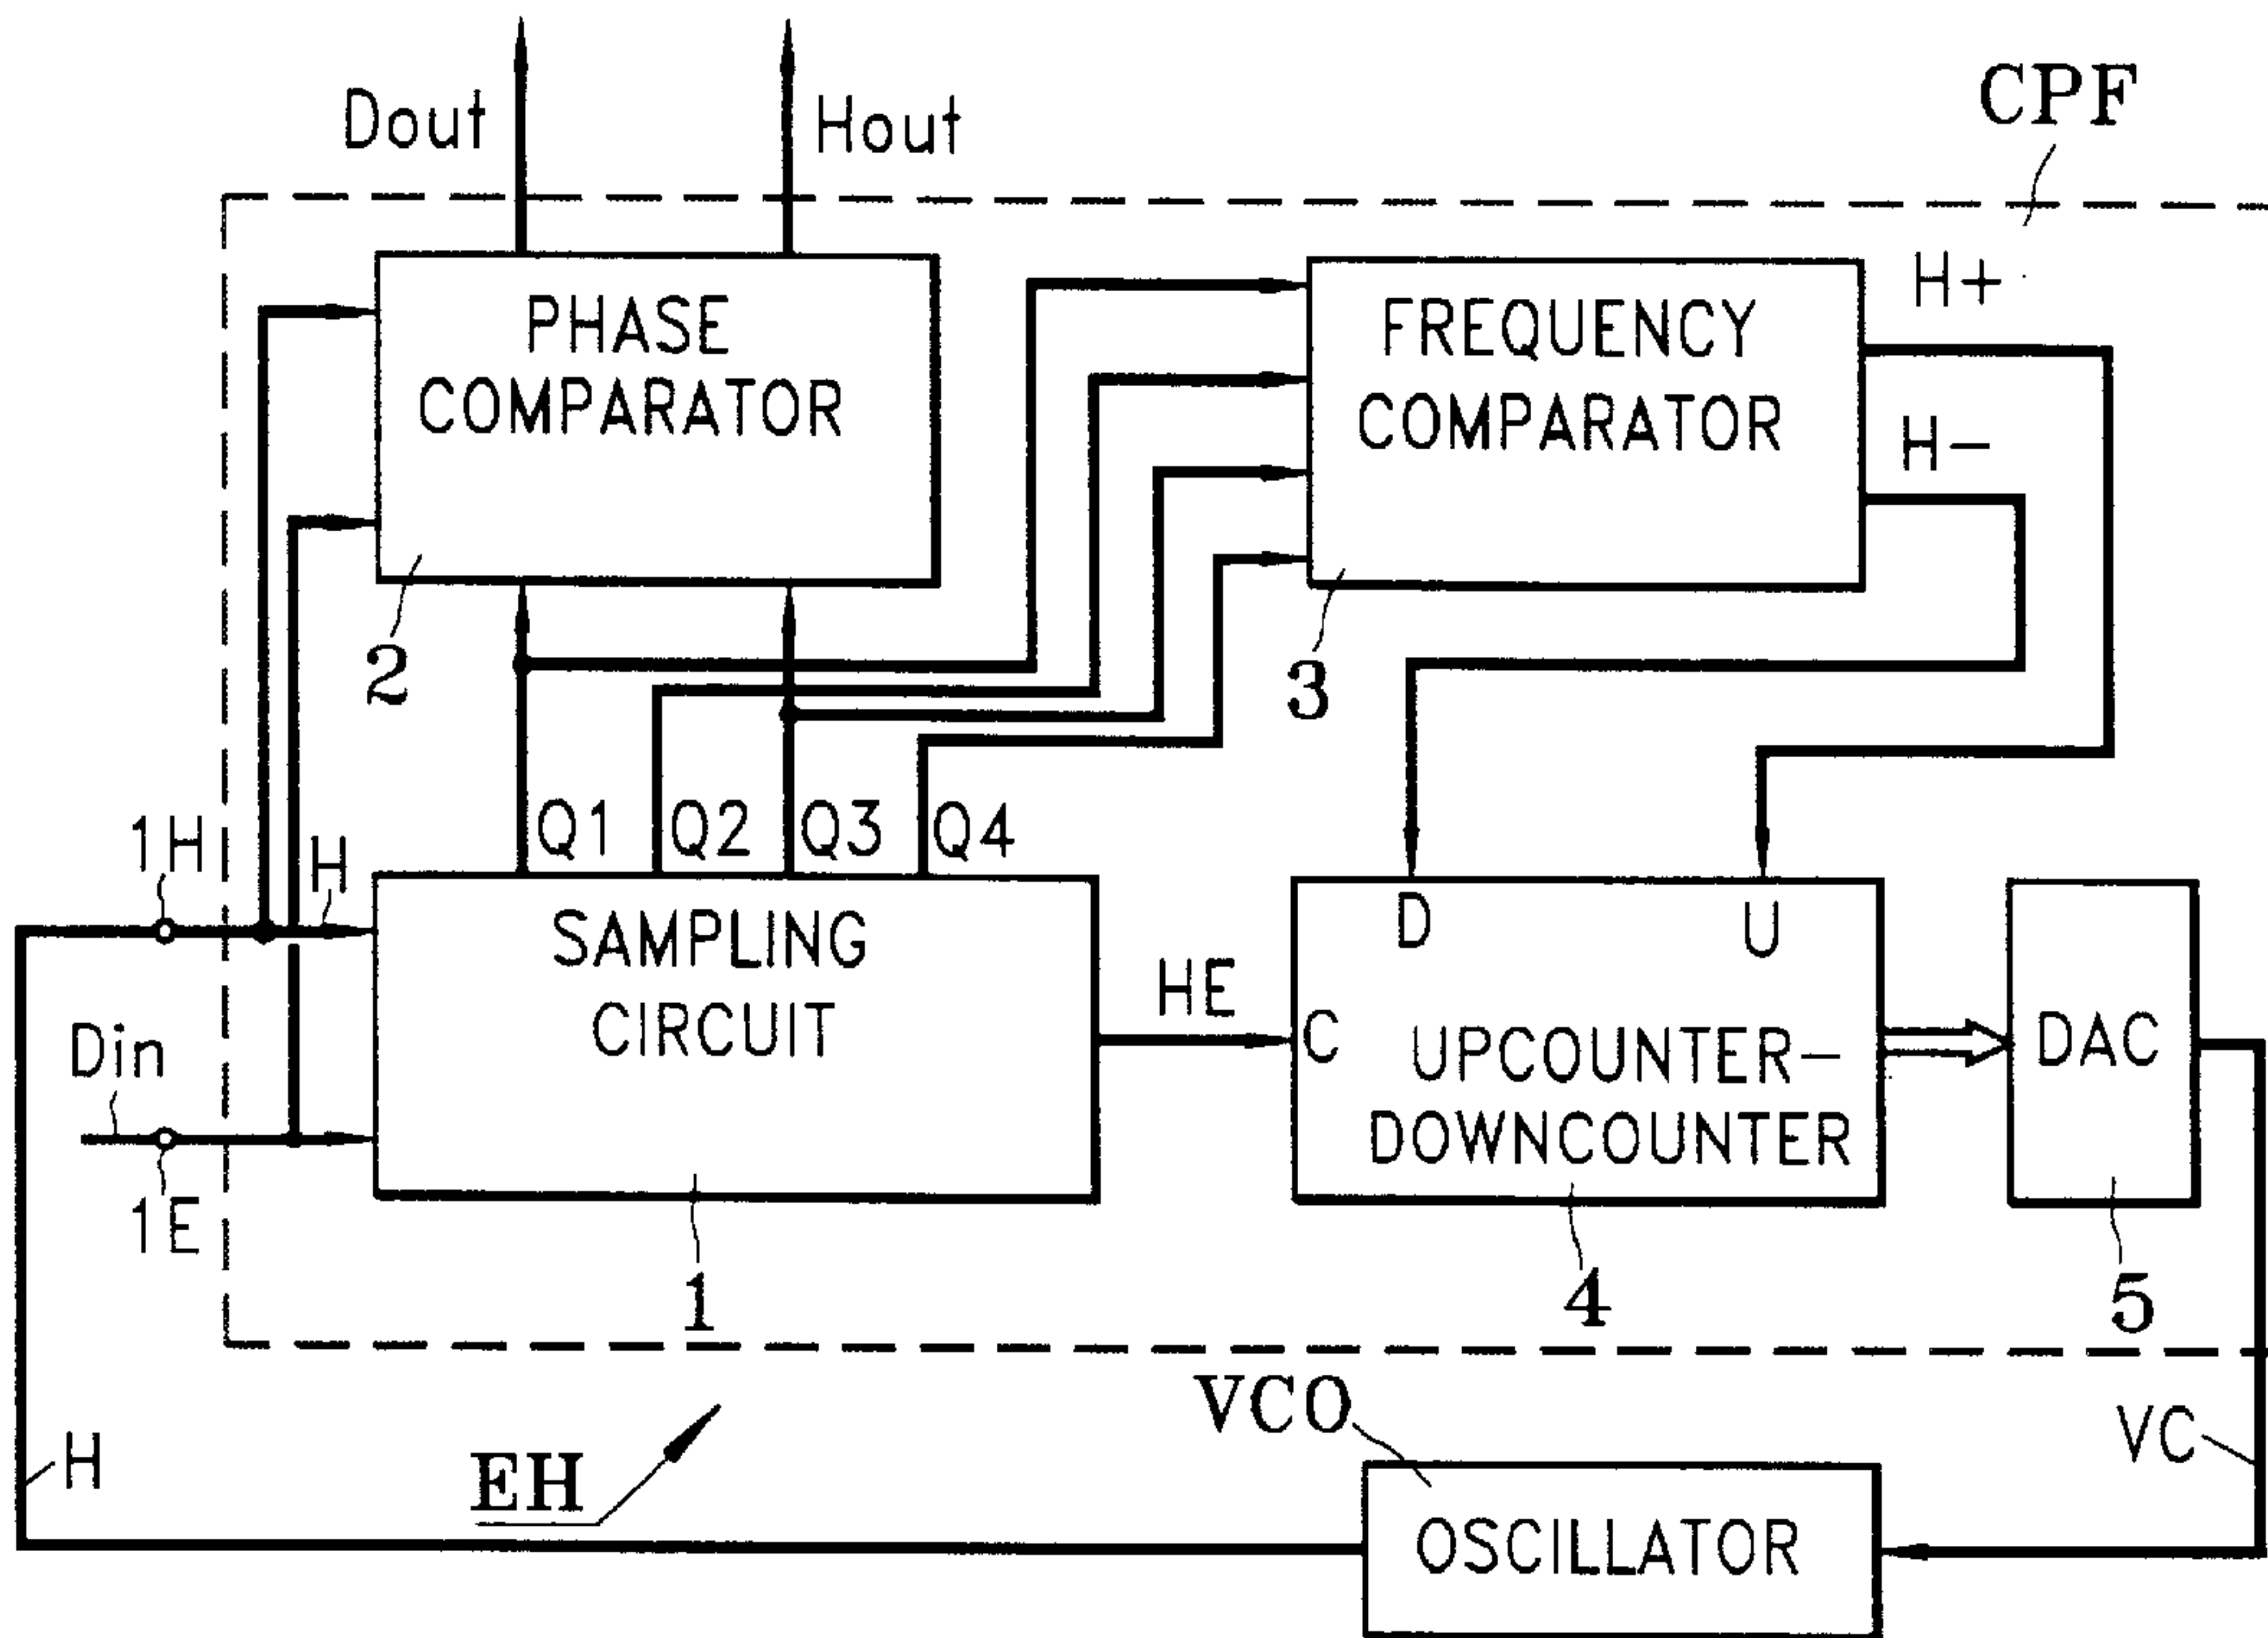 CPF
Dout
Hout
PHASE
COMPARATOR
2
FREQUENCY
COMPARATOR
3
H+
H-
1H
H
Q1
Q2
Q3
Q4
SAMPLING
CIRCUIT
1
Din
1E
HE
D
U
C
UPCOUNTER-
DOWNCOUNTER
4
DAC
5
VCO
VC
H
EH
OSCILLATOR